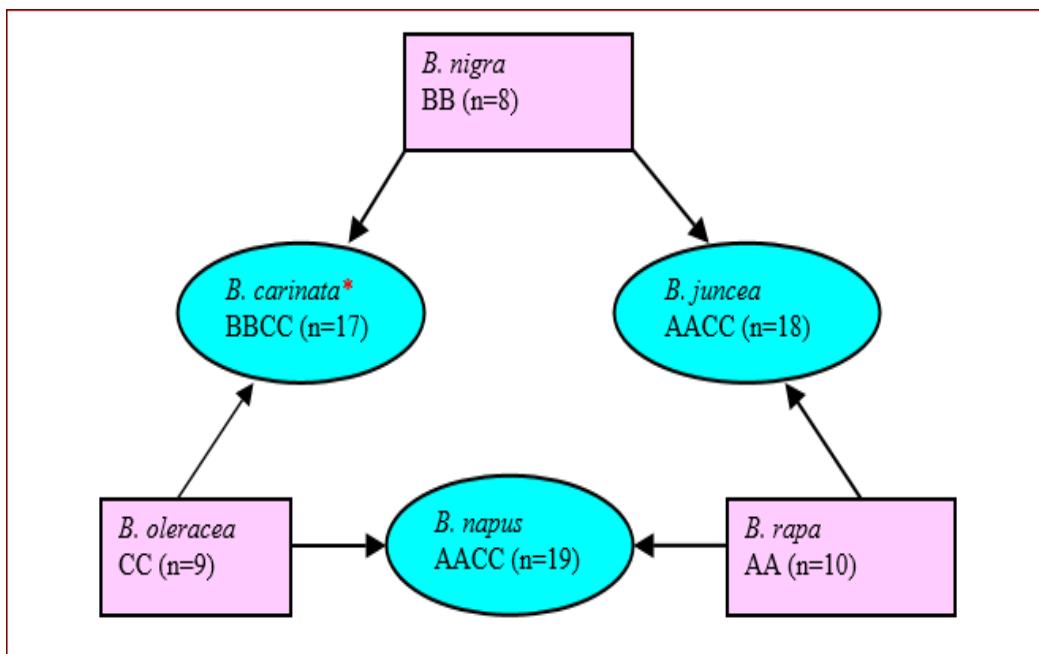 B. nigra
BB (n=8)
B. carinata*
BBCC (n=17)
B. juncea
AACC (n=18)
B. oleracea
CC (n=9)
B. napus
AACC (n=19)
B. rapa
AA (n=10)